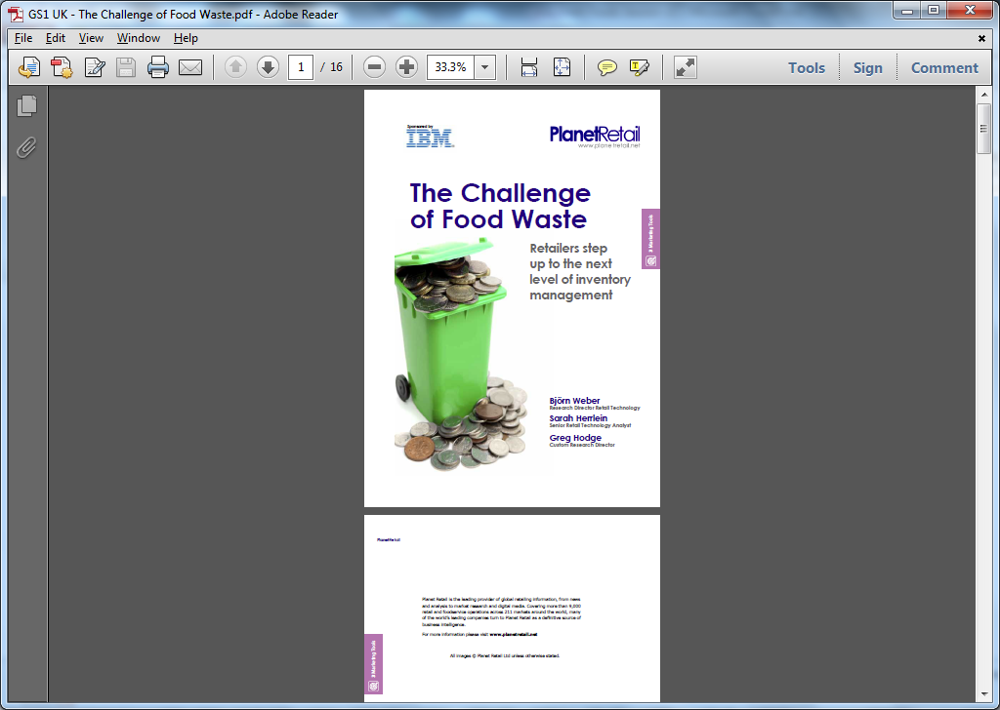 GS1 UK - The Challenge of Food Waste.pdf - Adobe Reader
File Edit View Window Help
1 / 16 33.3% Tools Sign Comment
Sponsored by
IBM
PlanetRetail
www.planetretail.net
The Challenge
of Food Waste
Retailers step
up to the next
level of inventory
management
X Marketing Tools
Björn Weber
Research Director Retail Technology
Sarah Herrlein
Senior Retail Technology Analyst
Greg Hodge
Custom Research Director
PlanetRetail
Planet Retail is the leading provider of global retailing information, from news
and analysis to market research and digital media. Covering more than 9,000
retail and foodservice operations across 211 markets around the world, many
of the world's leading companies turn to Planet Retail as a definitive source of
business intelligence.
For more information please visit www.planetretail.net
All images © Planet Retail Ltd unless otherwise stated.
X Marketing Tools